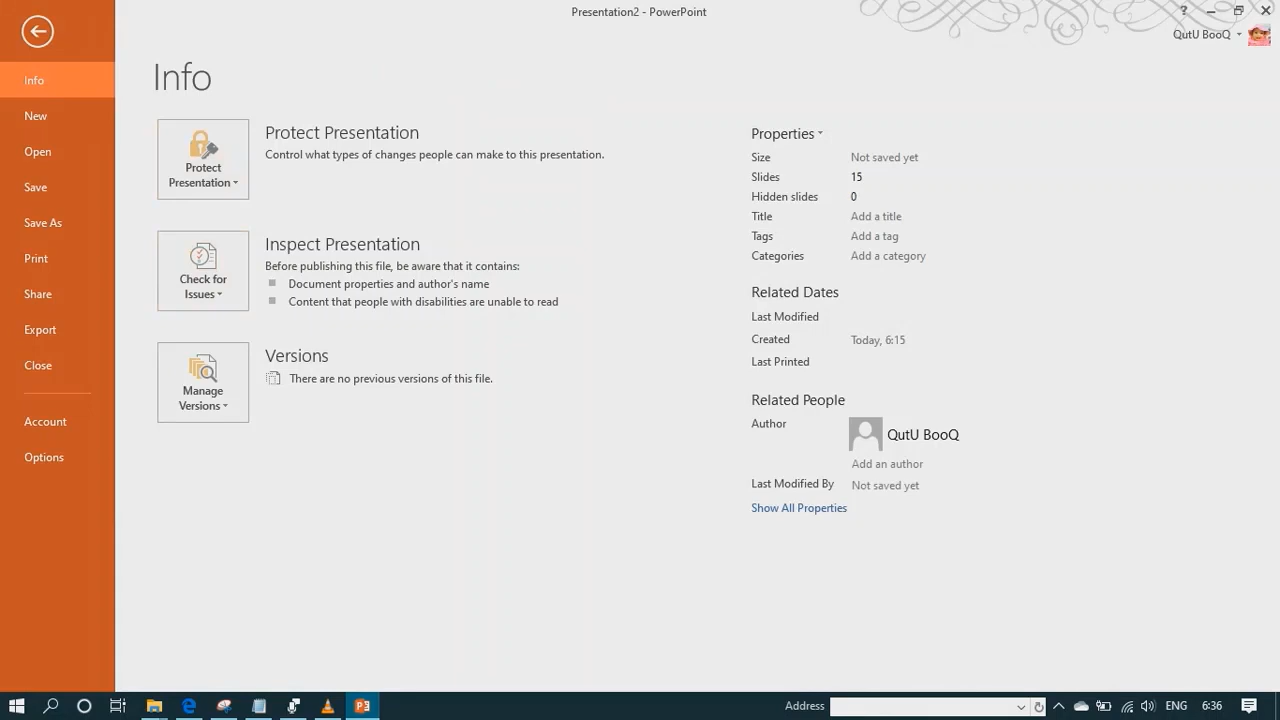 Presentation2 - PowerPoint
?
QutU BooQ
Info
New
Open
Save
Save As
Print
Share
Export
Close
Account
Options
Info
Protect
Presentation
Protect Presentation
Control what types of changes people can make to this presentation.
Check for
Issues
Inspect Presentation
Before publishing this file, be aware that it contains:
Document properties and author's name
Content that people with disabilities are unable to read
Manage
Versions
Versions
There are no previous versions of this file.
Properties
Size Not saved yet
Slides 15
Hidden slides 0
Title Add a title
Tags Add a tag
Categories Add a category
Related Dates
Last Modified
Created Today, 6:15
Last Printed
Related People
Author QutU BooQ
Add an author
Last Modified By Not saved yet
Show All Properties
Address ENG 6:36